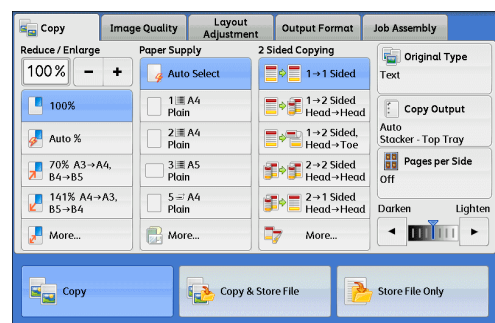 Copy
Image Quality
Layout
Adjustment
Output Format
Job Assembly
Reduce / Enlarge
100%
- +
100%
Auto %
70% A3→A4,
B4→B5
141% A4→A3,
B5→B4
More...
Paper Supply
Auto Select
1 A4
Plain
2 A4
Plain
3 A5
Plain
5 A4
Plain
More...
2 Sided Copying
1→1 Sided
1→2 Sided
Head→Head
1→2 Sided,
Head→Toe
2→2 Sided
Head→Head
2→1 Sided
Head→Head
More...
Original Type
Text
Copy Output
Auto
Stacker - Top Tray
Pages per Side
Off
Darken Lighten
Copy
Copy & Store File
Store File Only